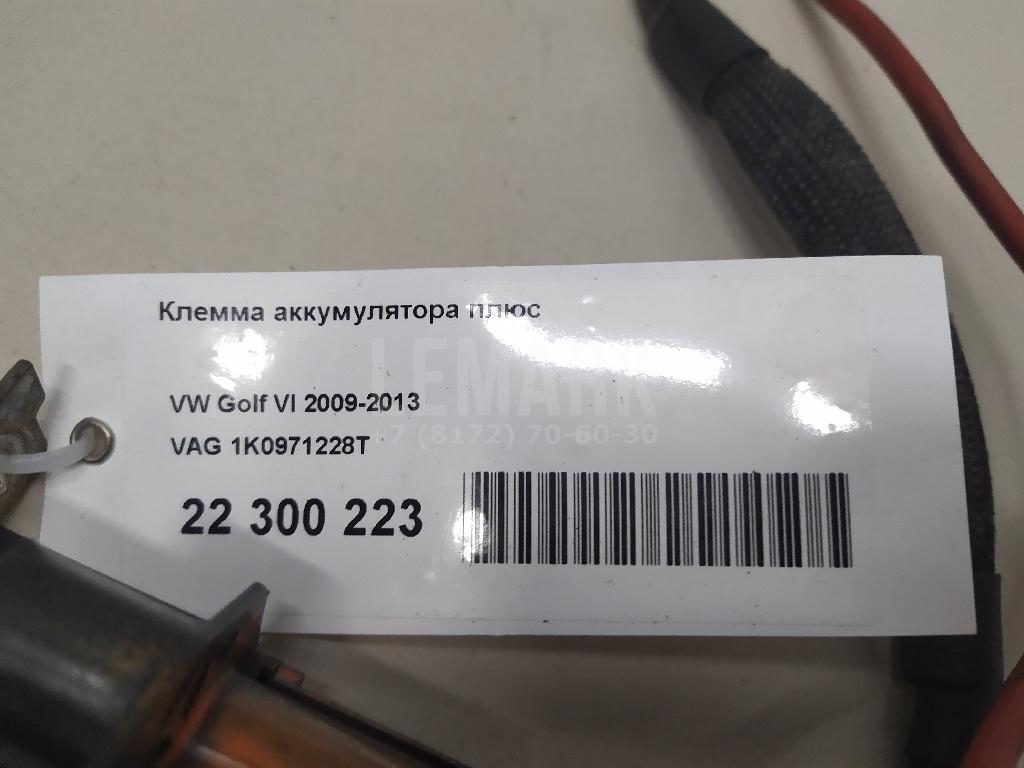 Клемма аккумулятора плюс
LEMARK
VW Golf VI 2009-2013
+7 (8172) 70-60-30
VAG 1K0971228T
22 300 223